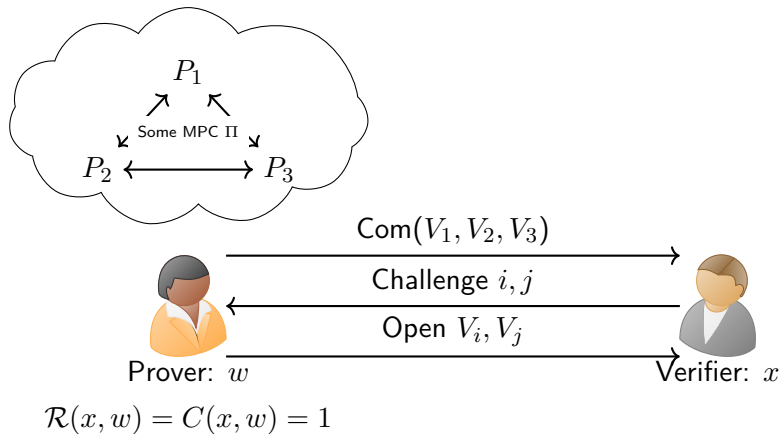 P₁
Some MPC Π
P₂ P₃
Com(V₁, V₂, V₃)
Challenge i, j
Open Vᵢ, Vⱼ
Prover: w
Verifier: x
ℛ(x, w) = C(x, w) = 1